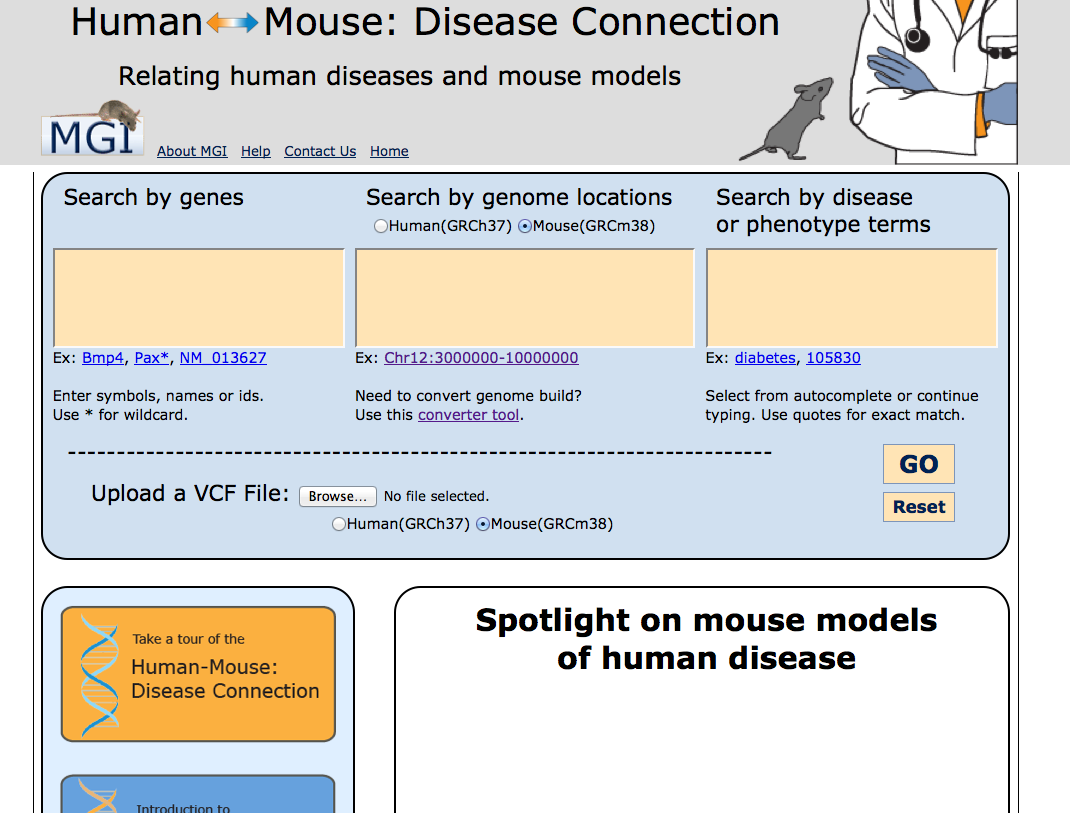 Human Mouse: Disease Connection
Relating human diseases and mouse models
MGI
About MGI Help Contact Us Home
Search by genes
Search by genome locations
Human(GRCh37) Mouse(GRCm38)
Search by disease
or phenotype terms
Ex: Bmp4, Pax*, NM_013627
Ex: Chr12:3000000-10000000
Ex: diabetes, 105830
Enter symbols, names or ids.
Use * for wildcard.
Need to convert genome build?
Use this converter tool.
Select from autocomplete or continue
typing. Use quotes for exact match.
GO
Reset
Upload a VCF File: Browse... No file selected.
Human(GRCh37) Mouse(GRCm38)
Take a tour of the
Human-Mouse:
Disease Connection
Introduction to
Spotlight on mouse models
of human disease